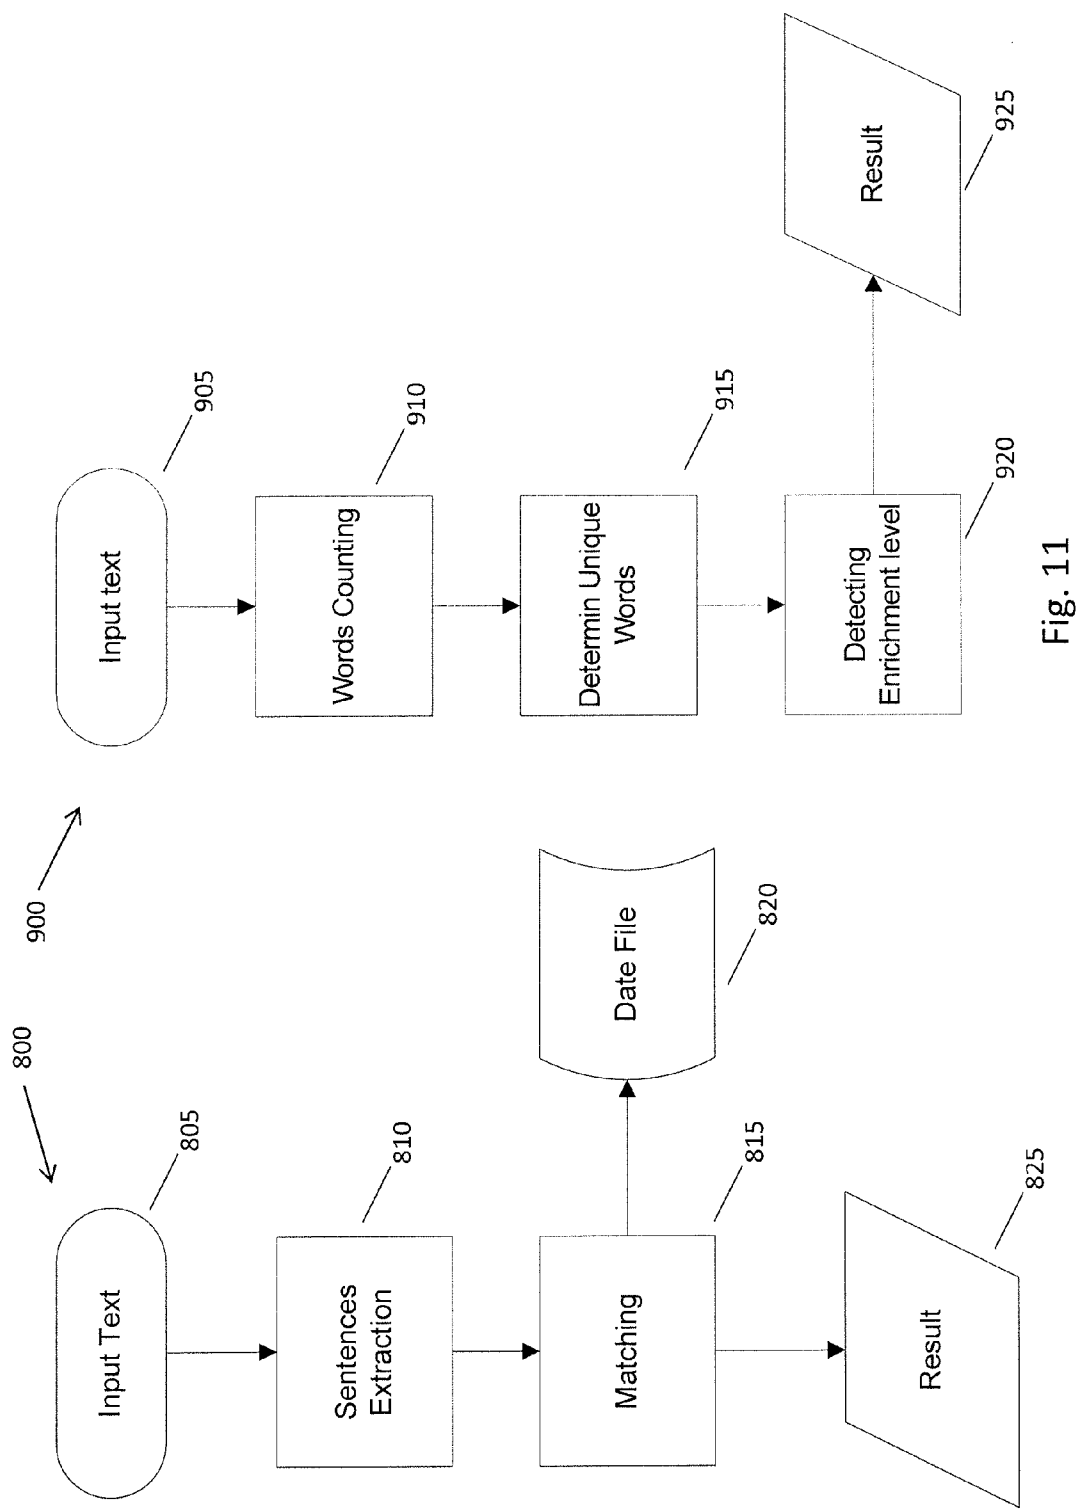 800
Input Text
805
Sentences
Extraction
810
Matching
815
Date File
820
Result
825
900
Input text
905
Words Counting
910
Determin Unique
Words
915
Detecting
Enrichment level
920
Result
925
Fig. 11